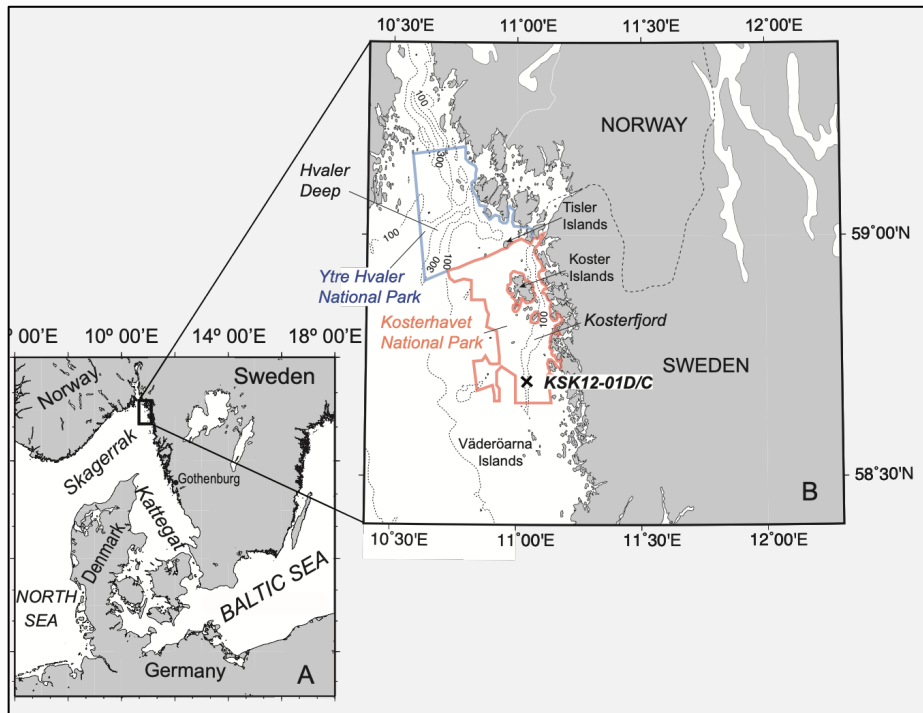 10°30'E 11°00'E 11°30'E 12°00'E
100
300
NORWAY
Hvaler
Deep
Tisler
Islands
100
59°00'N
300
100
Koster
Islands
Ytre Hvaler
National Park
100
Kosterhavet
National Park
Kosterfjord
SWEDEN
KSK12-01D/C
Väderöarna
Islands
58°30'N
B
10°30'E 11°00'E 11°30'E 12°00'E
00'E 10°00'E 14°00'E 18°00'E
Norway
Sweden
Skagerrak
Gothenburg
Kattegat
Denmark
NORTH
SEA
BALTIC SEA
Germany
A